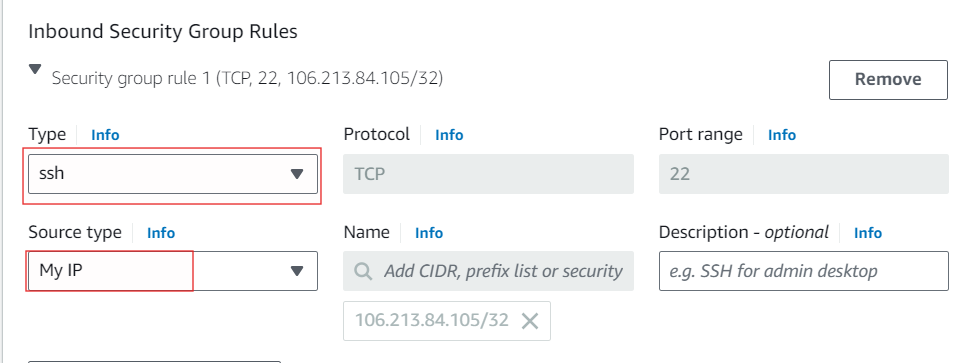 Inbound Security Group Rules
Security group rule 1 (TCP, 22, 106.213.84.105/32)
Remove
Type Info Protocol Info Port range Info
ssh TCP 22
Source type Info Name Info Description - optional Info
My IP Add CIDR, prefix list or security e.g. SSH for admin desktop
106.213.84.105/32